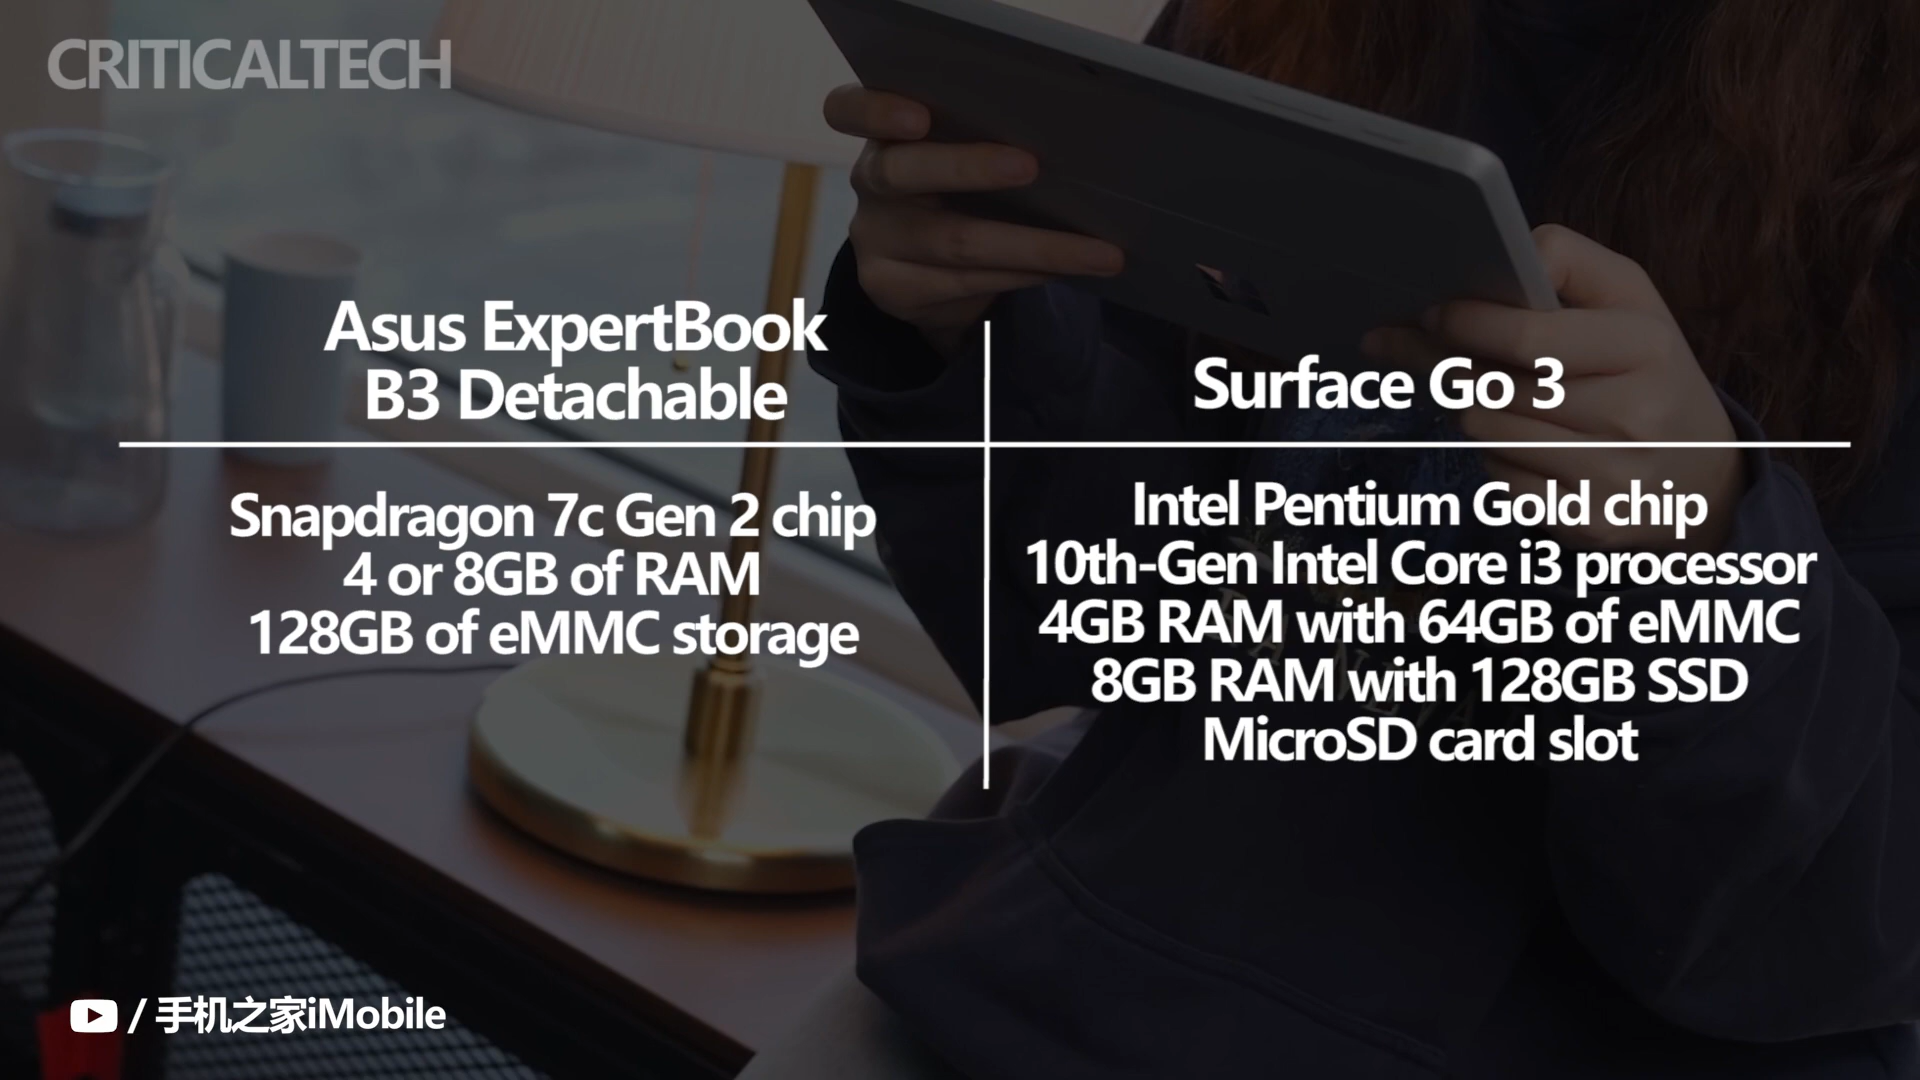 CRITICALTECH
Asus ExpertBook
B3 Detachable
Surface Go 3
Snapdragon 7c Gen 2 chip
4 or 8GB of RAM
128GB of eMMC storage
Intel Pentium Gold chip
10th-Gen Intel Core i3 processor
4GB RAM with 64GB of eMMC
8GB RAM with 128GB SSD
MicroSD card slot
/ 手机之家iMobile